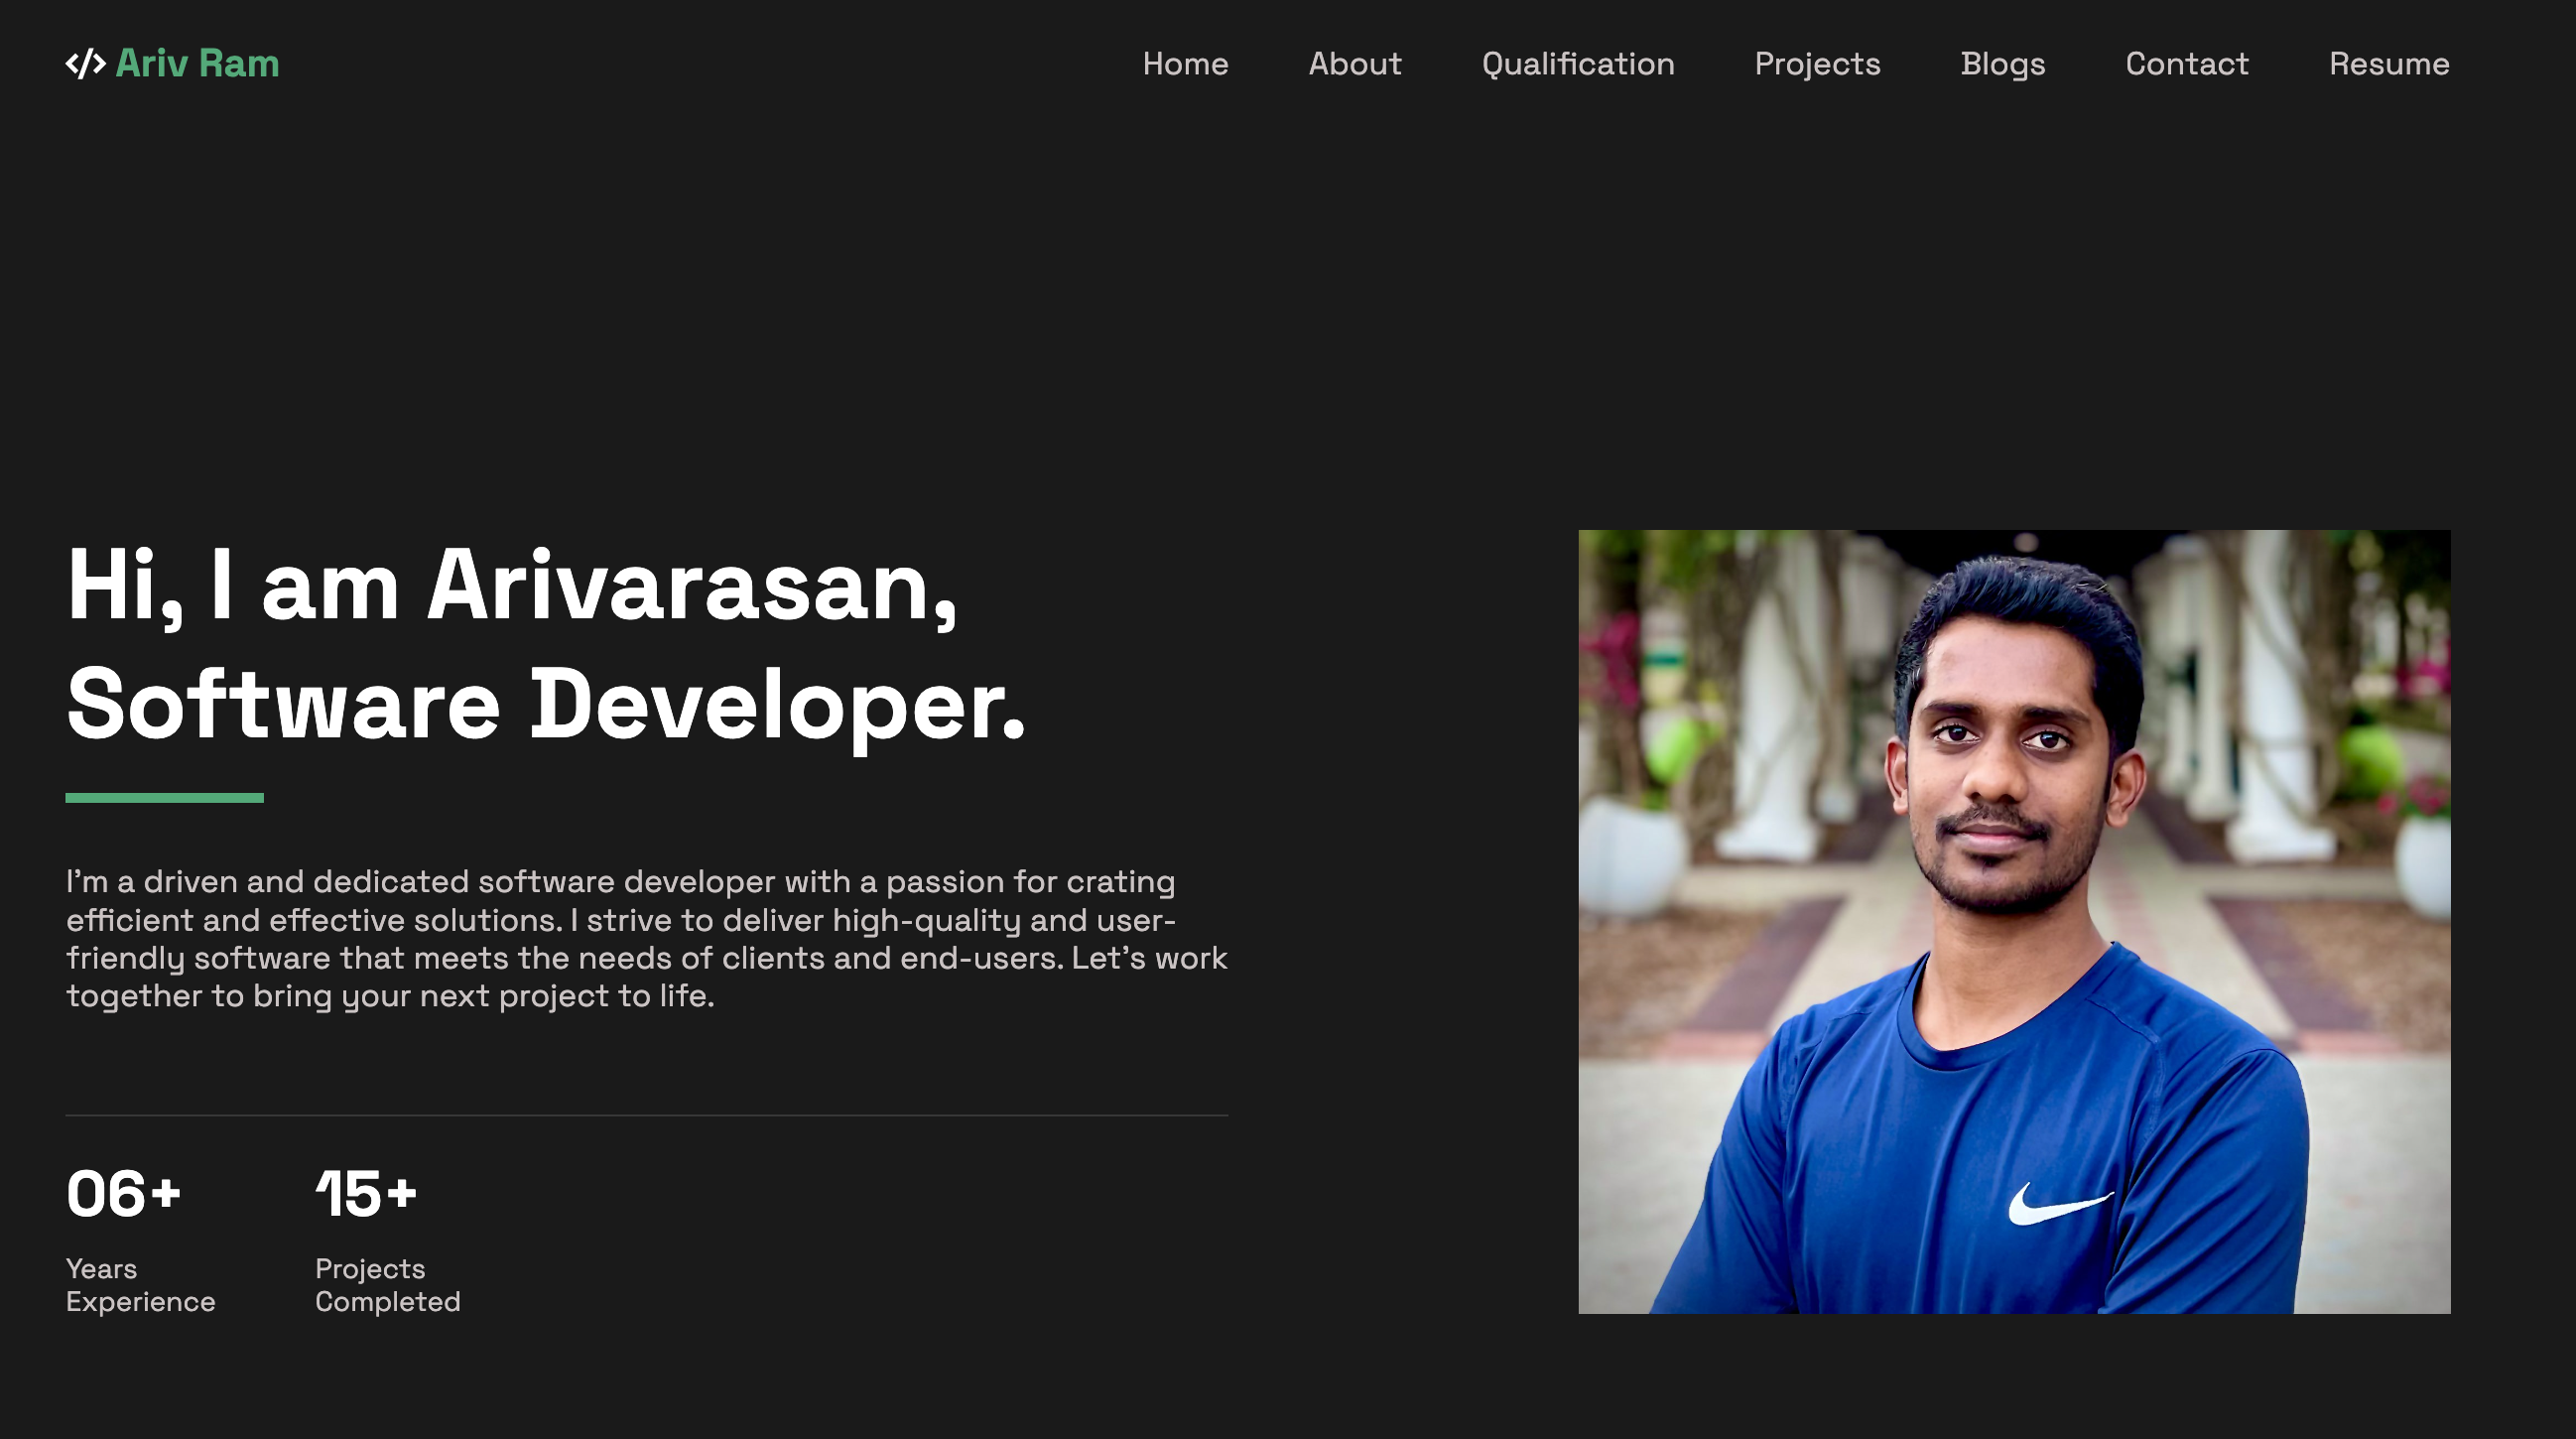 </> Ariv Ram
Home About Qualification Projects Blogs Contact Resume
Hi, I am Arivarasan,
Software Developer.
I'm a driven and dedicated software developer with a passion for crating
efficient and effective solutions. I strive to deliver high-quality and user-
friendly software that meets the needs of clients and end-users. Let's work
together to bring your next project to life.
06+
Years
Experience
15+
Projects
Completed